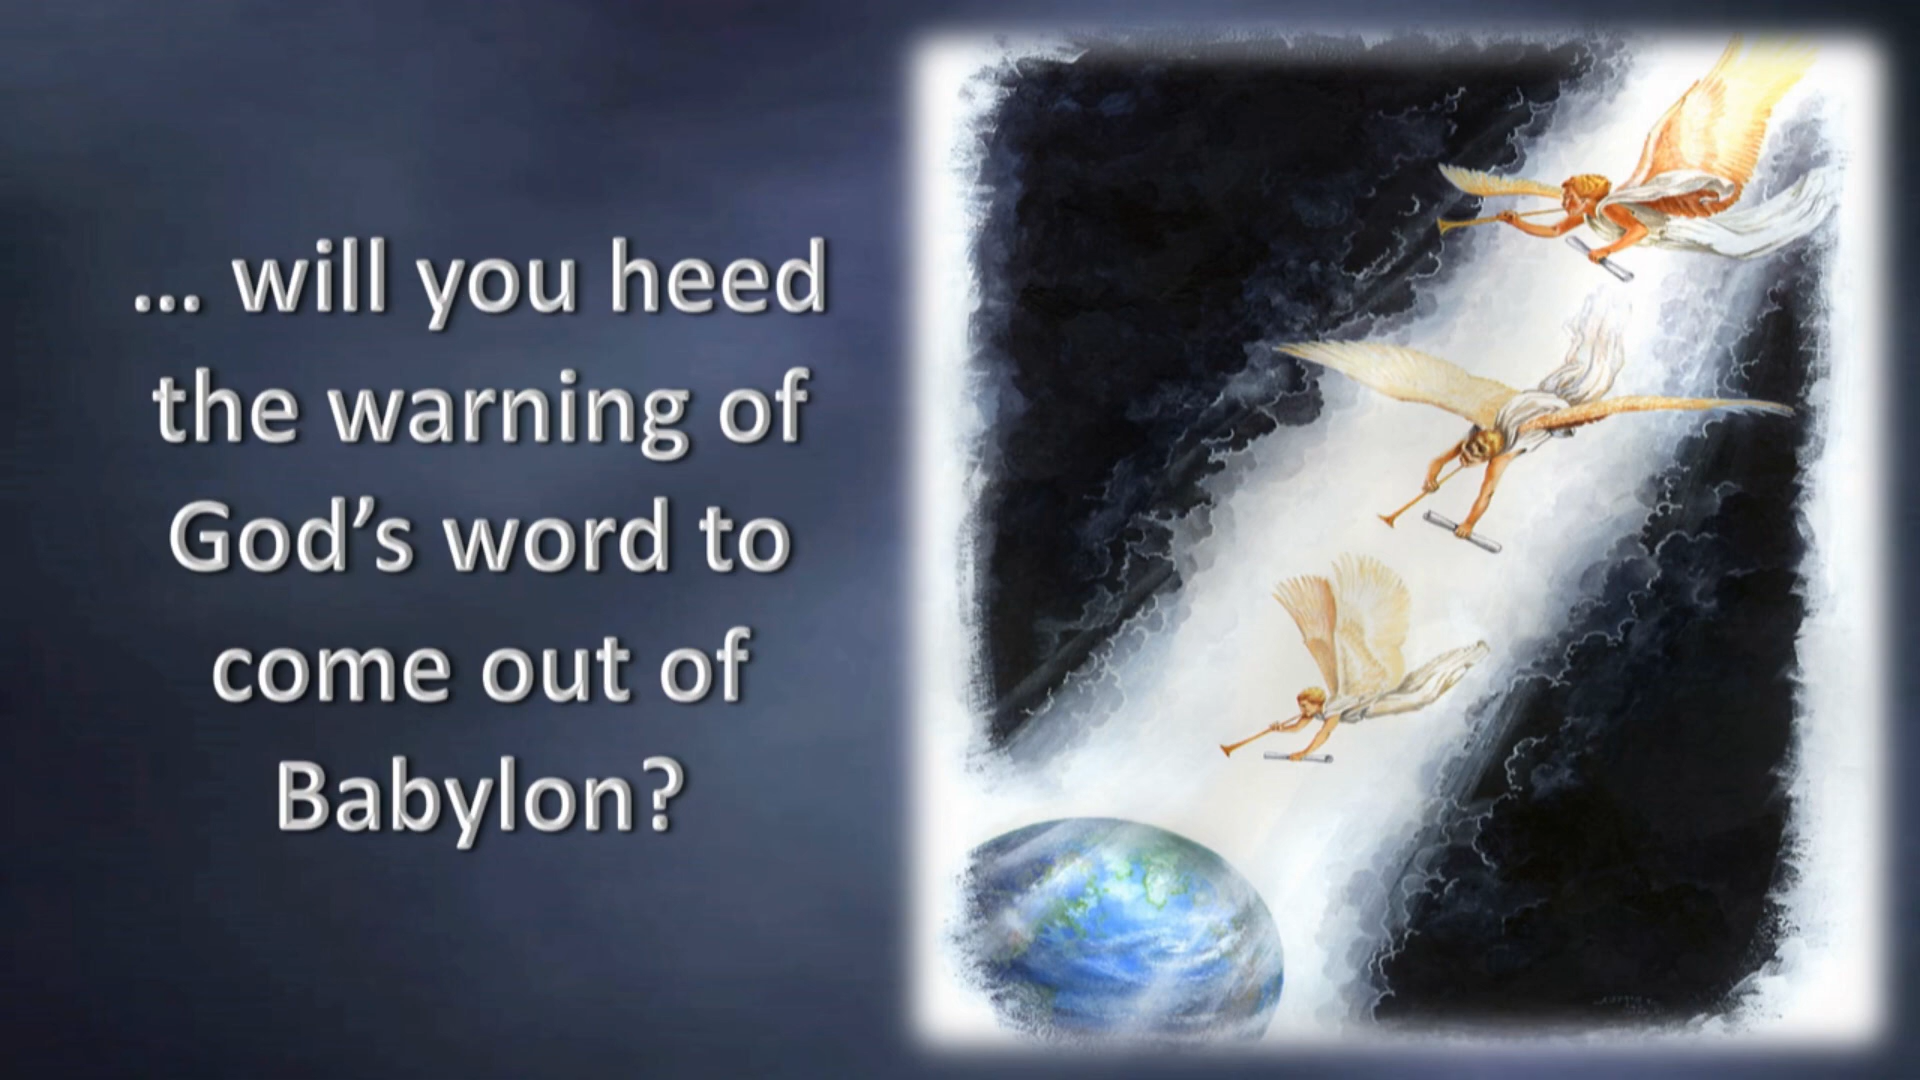 … will you heed
the warning of
God’s word to
come out of
Babylon?